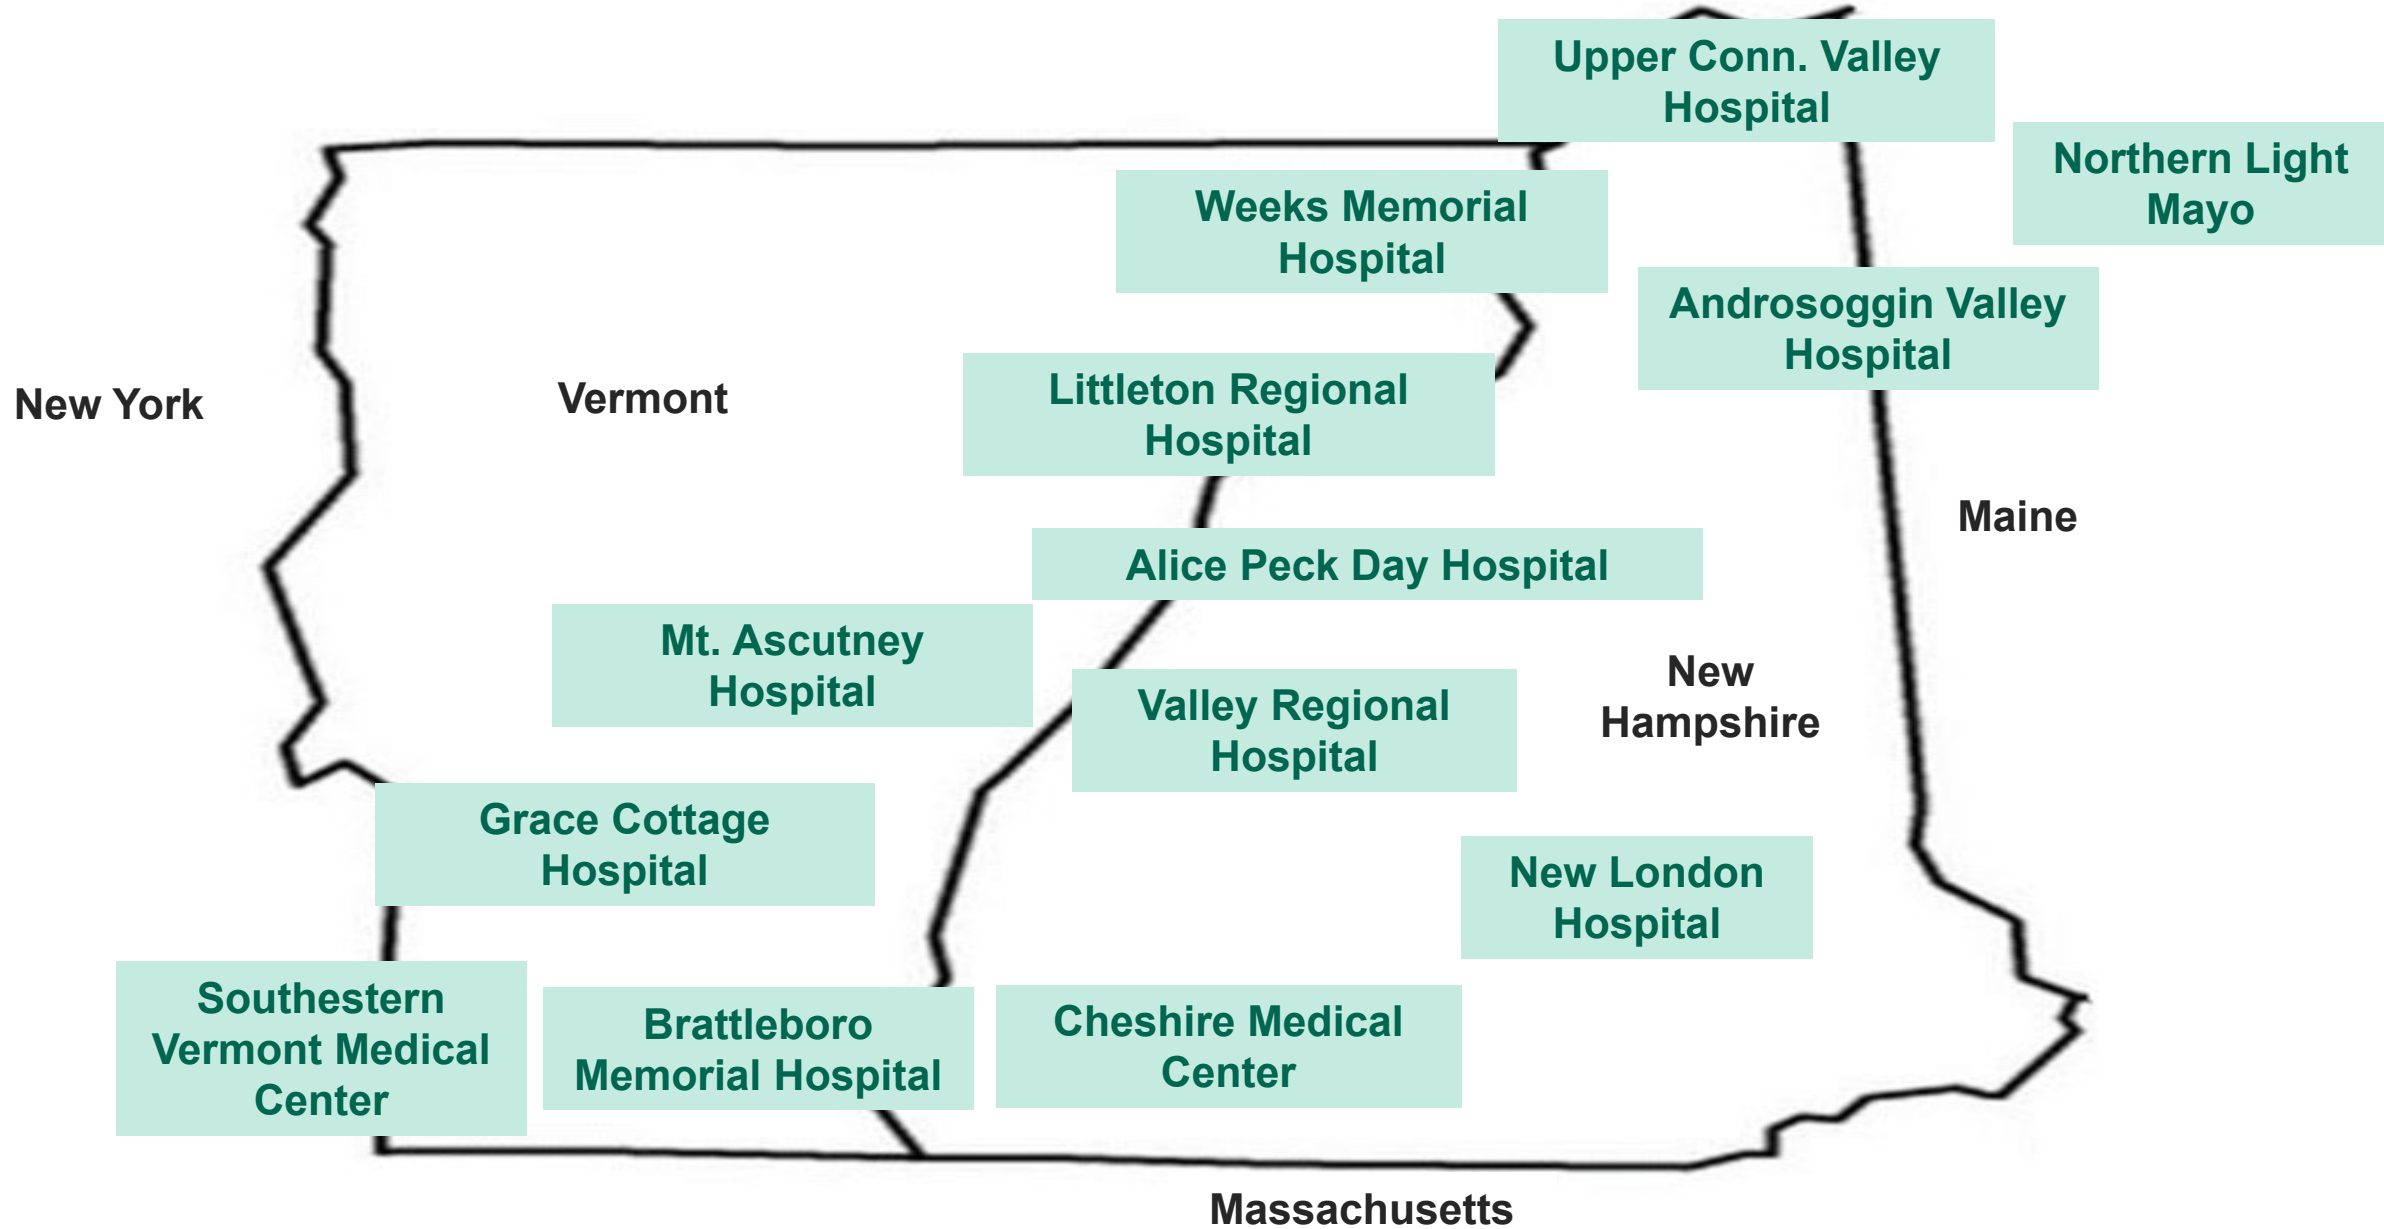 Upper Conn. Valley
Hospital
Northern Light
Mayo
Weeks Memorial
Hospital
Androsoggin Valley
Hospital
Littleton Regional
Hospital
New York
Vermont
Maine
Alice Peck Day Hospital
Mt. Ascutney
Hospital
New
Hampshire
Valley Regional
Hospital
Grace Cottage
Hospital
New London
Hospital
Southestern
Vermont Medical
Center
Brattleboro
Memorial Hospital
Cheshire Medical
Center
Massachusetts